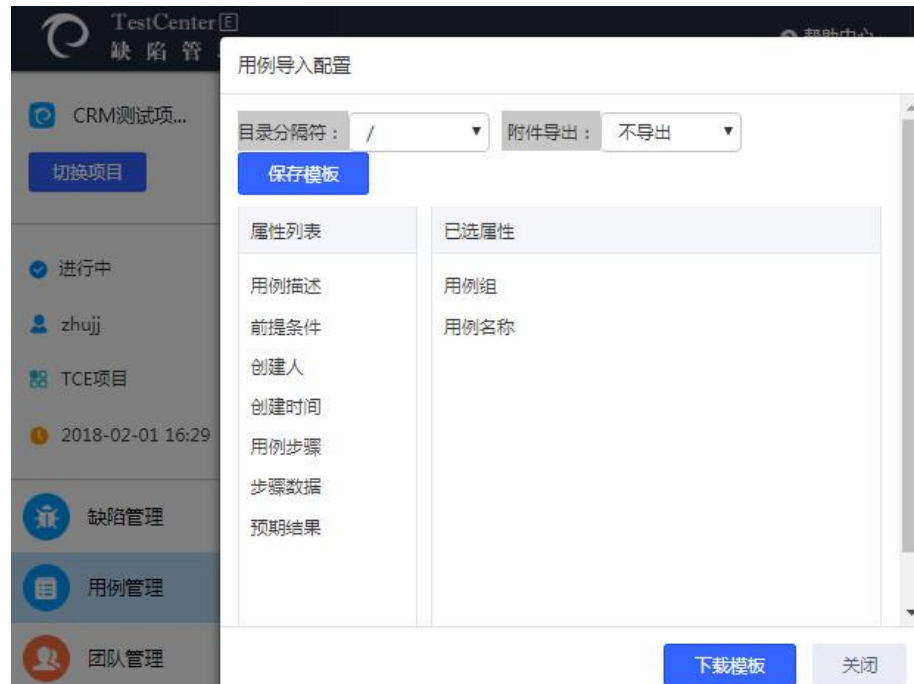 TestCenter E
缺陷管
帮助中心
用例导入配置
CRM测试项...
切换项目
目录分隔符： / 附件导出： 不导出
保存模板
属性列表 已选属性
用例描述 用例组
前提条件 用例名称
创建人
创建时间
用例步骤
步骤数据
预期结果
进行中
zhujj
TCE项目
2018-02-01 16:29
缺陷管理
用例管理
团队管理
下载模板 关闭